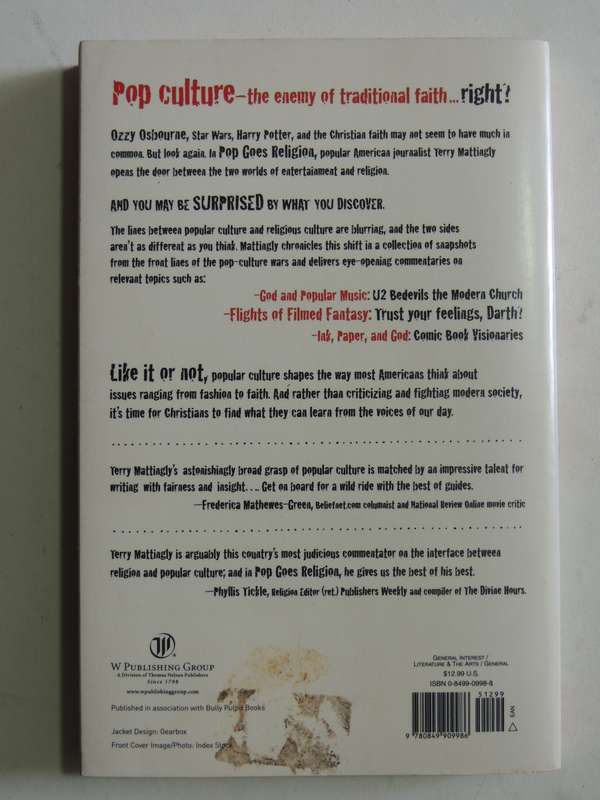 Pop culture—the enemy of traditional faith...right?
Ozzy Osbourne, Star Wars, Harry Potter, and the Christian faith may not seem to have much in
common. But look again. In Pop Goes Religion, popular American journalist Terry Mattingly
opens the door between the two worlds of entertainment and religion.
AND YOU MAY BE SURPRISED BY WHAT YOU DISCOVER.
The lines between popular culture and religious culture are blurring, and the two sides
aren't as different as you think. Mattingly chronicles this shift in a collection of snapshots
from the front lines of the pop-culture wars and delivers eye-opening commentaries on
relevant topics such as:
—God and Popular Music: U2 Bedevils the Modern Church
—Flights of Filmed Fantasy: Trust your feelings, Darth?
—Ink, Paper, and God: Comic Book Visionaries
Like it or not, popular culture shapes the way most Americans think about
issues ranging from fashion to faith. And rather than criticizing and fighting modern society,
it's time for Christians to find what they can learn from the voices of our day.
Terry Mattingly's astonishingly broad grasp of popular culture is matched by an impressive talent for
writing with fairness and insight.... Get on board for a wild ride with the best of guides.
—Frederica Mathewes-Green, Beliefnet.com columnist and National Review Online movie critic
Terry Mattingly is arguably this country's most judicious commentator on the interface between
religion and popular culture; and in Pop Goes Religion, he gives us the best of his best.
—Phyllis Tickle, Religion Editor (ret.) Publishers Weekly and compiler of The Divine Hours.
W PUBLISHING GROUP
A Division of Thomas Nelson Publishers
Since 1798
www.wpublishinggroup.com
Published in association with Bully Pulpit Books
Jacket Design: Gearbox
Front Cover Image/Photo: Index Stock
GENERAL INTEREST /
LITERATURE & THE ARTS / GENERAL
$12.99 U.S.
ISBN 0-8499-0998-8
51299
EAN
9 780849 909986